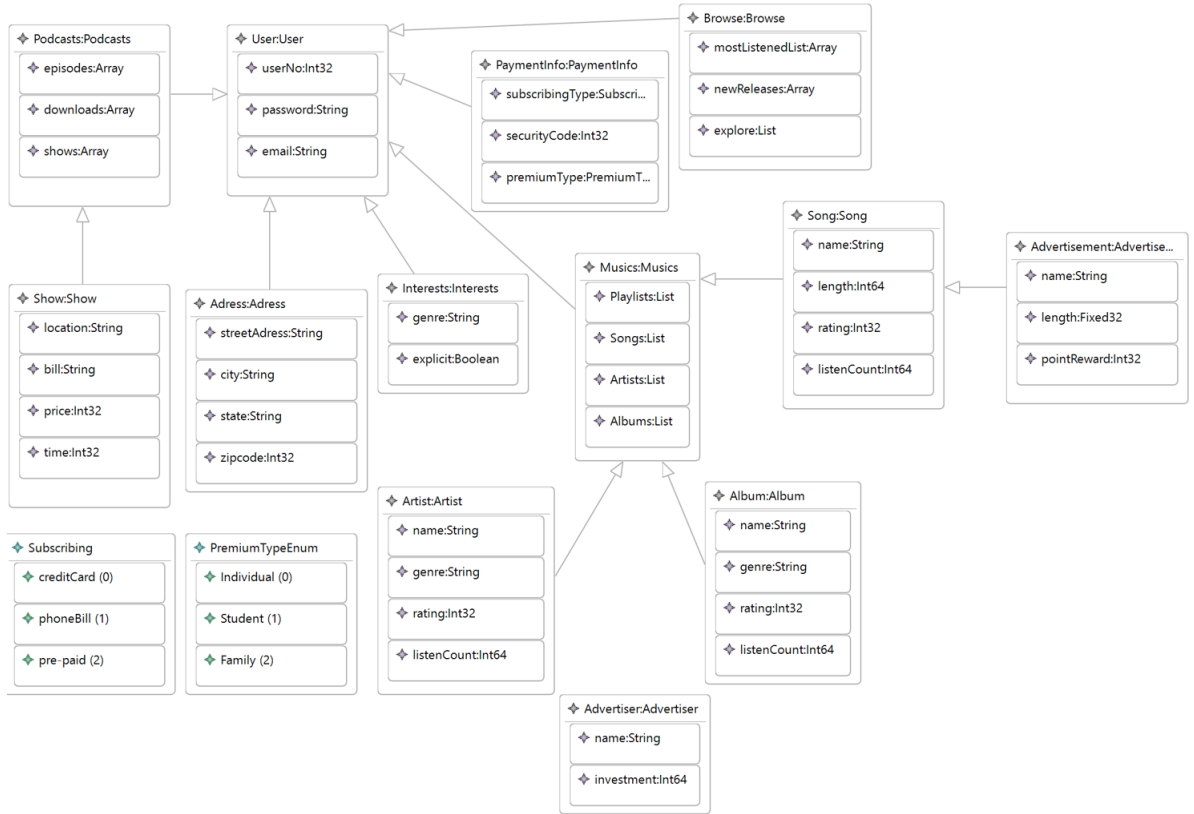 Podcasts:Podcasts
episodes:Array
downloads:Array
shows:Array
User:User
userNo:Int32
password:String
email:String
PaymentInfo:PaymentInfo
subscribingType:Subscri...
securityCode:Int32
premiumType:PremiumT...
Browse:Browse
mostListenedList:Array
newReleases:Array
explore:List
Show:Show
location:String
bill:String
price:Int32
time:Int32
Adress:Adress
streetAdress:String
city:String
state:String
zipcode:Int32
Interests:Interests
genre:String
explicit:Boolean
Musics:Musics
Playlists:List
Songs:List
Artists:List
Albums:List
Song:Song
name:String
length:Int64
rating:Int32
listenCount:Int64
Advertisement:Advertise...
name:String
length:Fixed32
pointReward:Int32
Subscribing
creditCard (0)
phoneBill (1)
pre-paid (2)
PremiumTypeEnum
Individual (0)
Student (1)
Family (2)
Artist:Artist
name:String
genre:String
rating:Int32
listenCount:Int64
Album:Album
name:String
genre:String
rating:Int32
listenCount:Int64
Advertiser:Advertiser
name:String
investment:Int64